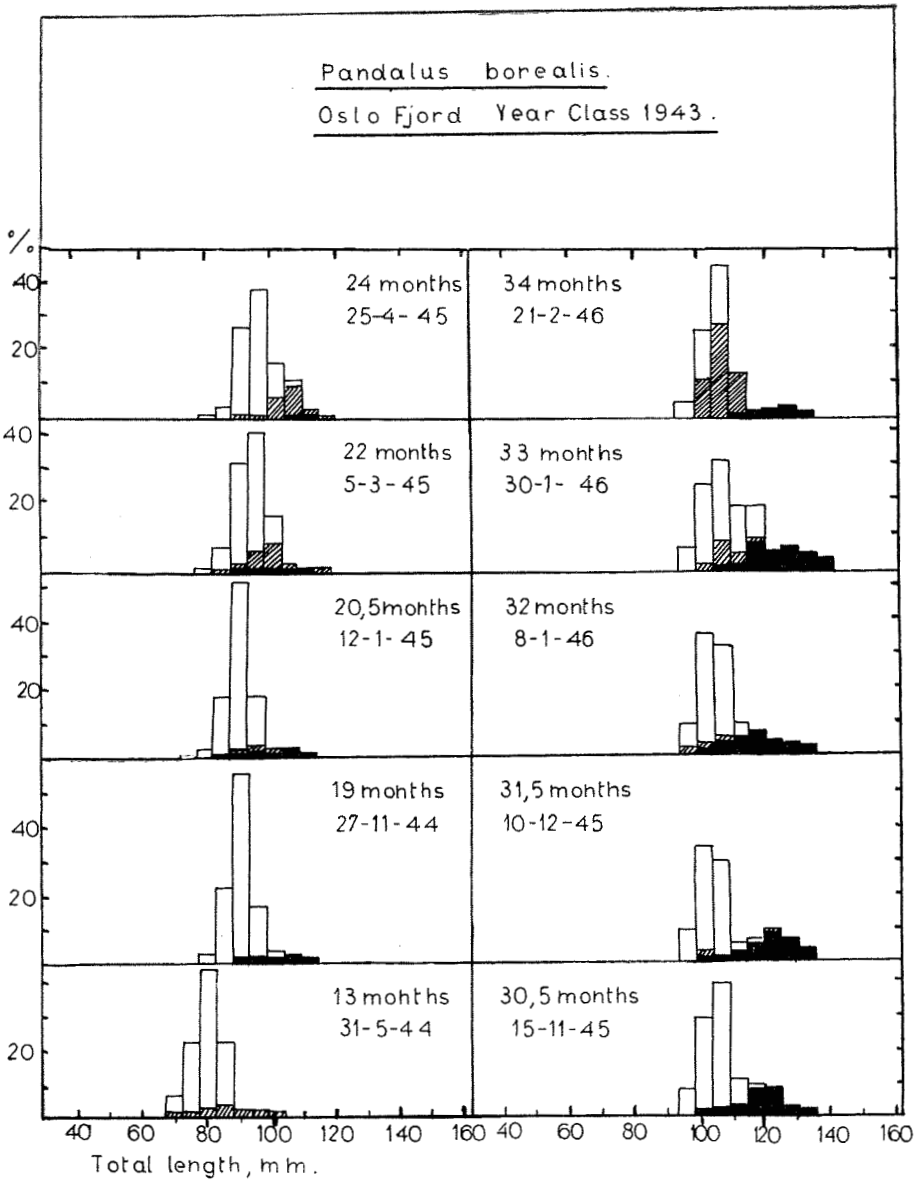 Pandalus borealis.
Oslo Fjord Year Class 1943.
%
40
20
24 months
25-4-45
34 months
21-2-46
40
20
22 months
5-3-45
33 months
30-1-46
40
20
20,5 months
12-1-45
32 months
8-1-46
40
20
19 months
27-11-44
31,5 months
10-12-45
20
13 months
31-5-44
30,5 months
15-11-45
40 60 80 100 120 140 160 40 60 80 100 120 140 160
Total length, mm.